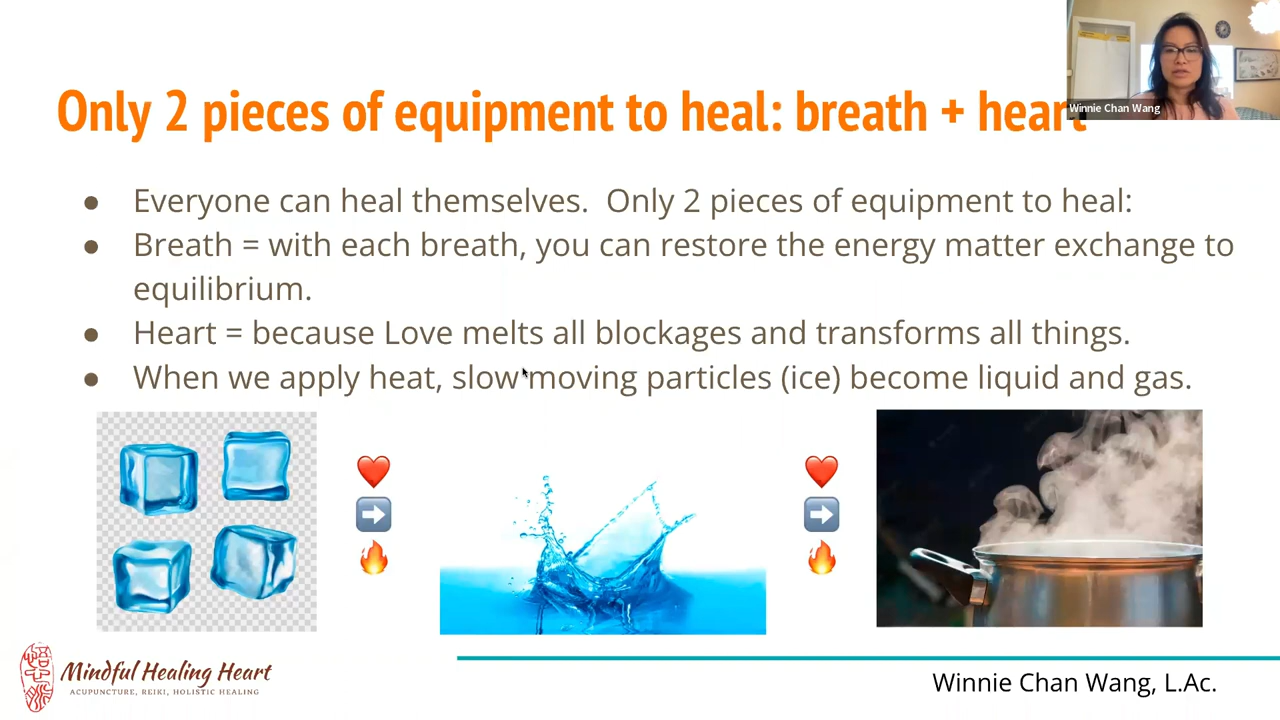 Only 2 pieces of equipment to heal: breath + heart
Winnie Chan Wang
● Everyone can heal themselves.  Only 2 pieces of equipment to heal:
● Breath = with each breath, you can restore the energy matter exchange to
equilibrium.
● Heart = because Love melts all blockages and transforms all things.
● When we apply heat, slow moving particles (ice) become liquid and gas.
Mindful Healing Heart
ACUPUNCTURE, REIKI, HOLISTIC HEALING
Winnie Chan Wang, L.Ac.